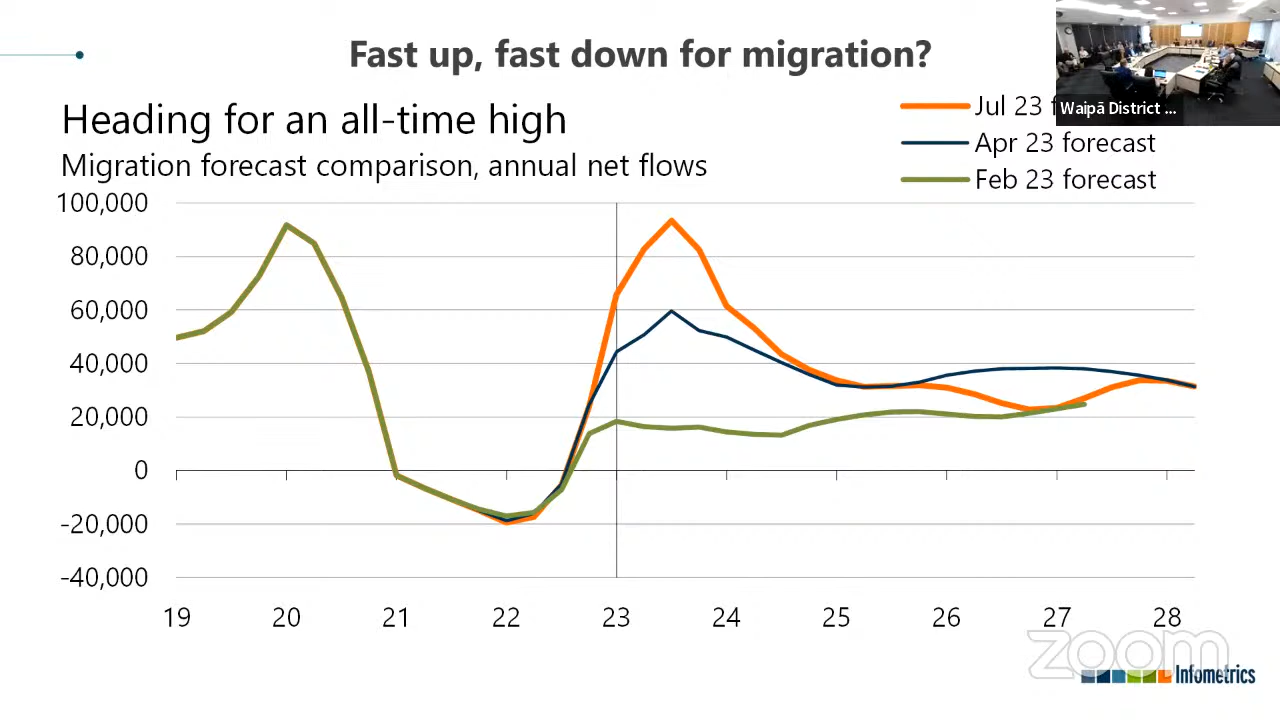 Fast up, fast down for migration?
Heading for an all-time high
Migration forecast comparison, annual net flows
Jul 23 f
Apr 23 forecast
Feb 23 forecast
Waipā District ...
100,000
80,000
60,000
40,000
20,000
0
-20,000
-40,000
19 20 21 22 23 24 25 26 27 28
zoom
Infometrics